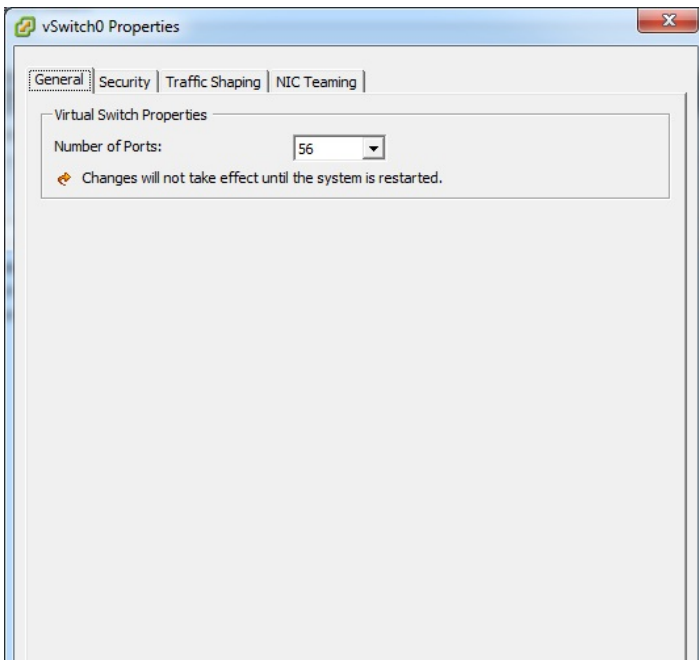 vSwitch0 Properties
General Security Traffic Shaping NIC Teaming
Virtual Switch Properties
Number of Ports: 56
Changes will not take effect until the system is restarted.